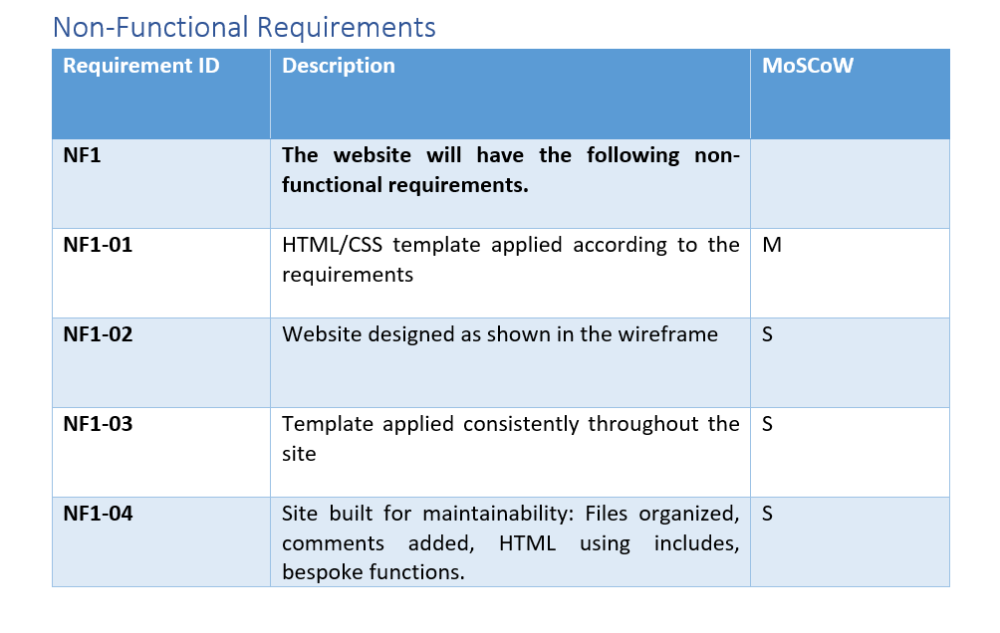 Non-Functional Requirements
Requirement ID Description MoSCoW
NF1 The website will have the following non-
functional requirements.
NF1-01 HTML/CSS template applied according to the M
requirements
NF1-02 Website designed as shown in the wireframe S
NF1-03 Template applied consistently throughout the S
site
NF1-04 Site built for maintainability: Files organized, S
comments added, HTML using includes,
bespoke functions.